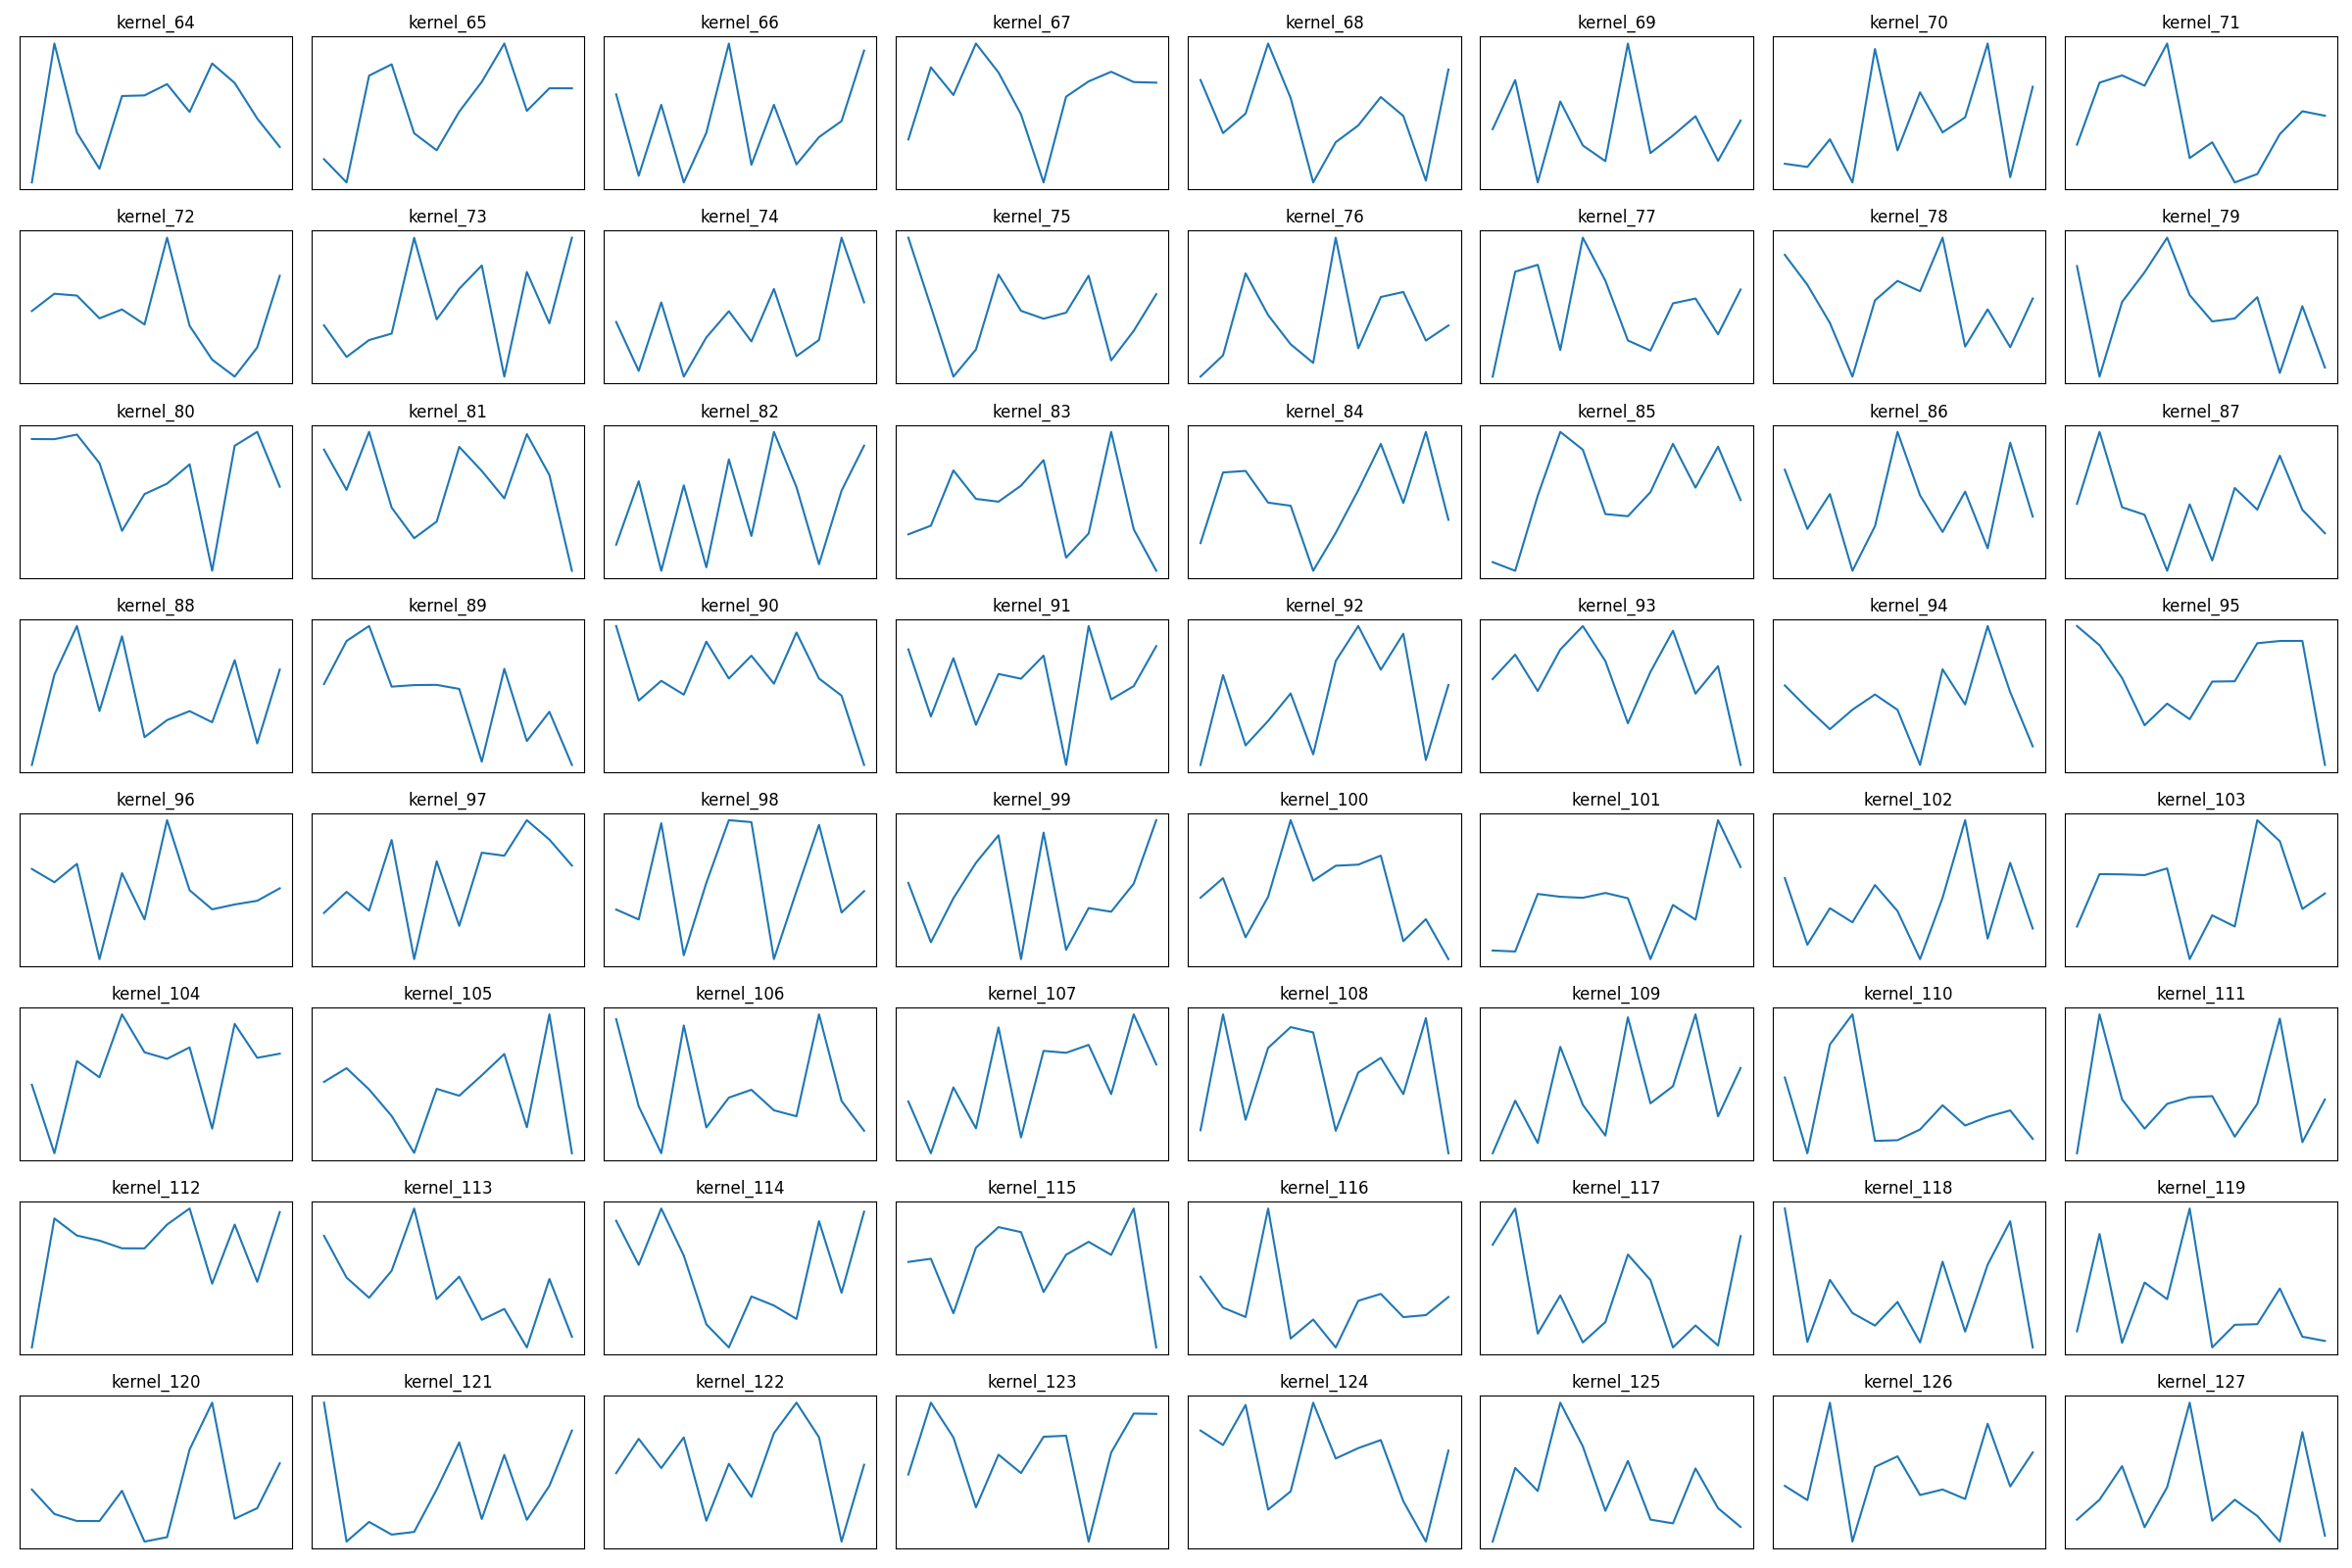 kernel_64 kernel_65 kernel_66 kernel_67 kernel_68 kernel_69 kernel_70 kernel_71
kernel_72 kernel_73 kernel_74 kernel_75 kernel_76 kernel_77 kernel_78 kernel_79
kernel_80 kernel_81 kernel_82 kernel_83 kernel_84 kernel_85 kernel_86 kernel_87
kernel_88 kernel_89 kernel_90 kernel_91 kernel_92 kernel_93 kernel_94 kernel_95
kernel_96 kernel_97 kernel_98 kernel_99 kernel_100 kernel_101 kernel_102 kernel_103
kernel_104 kernel_105 kernel_106 kernel_107 kernel_108 kernel_109 kernel_110 kernel_111
kernel_112 kernel_113 kernel_114 kernel_115 kernel_116 kernel_117 kernel_118 kernel_119
kernel_120 kernel_121 kernel_122 kernel_123 kernel_124 kernel_125 kernel_126 kernel_127